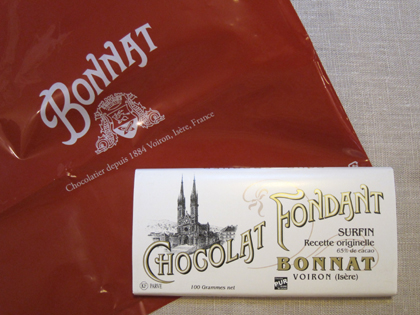 BONNAT
Chocolatier depuis 1884 Voiron, Isère, France
CHOCOLAT FONDANT
SURFIN
Recette originelle
65% de cacao
BONNAT
VOIRON (Isère)
100 Grammes net
PARVE